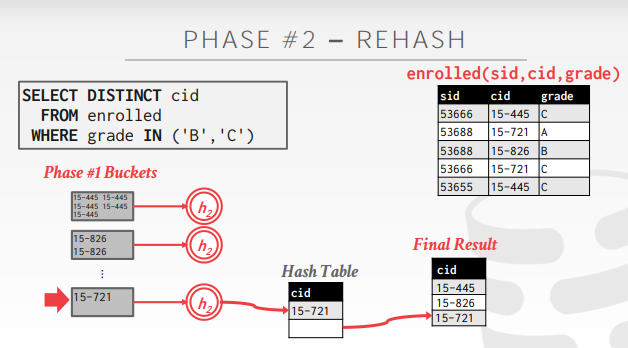 PHASE #2 – REHASH
enrolled(sid,cid,grade)
SELECT DISTINCT cid
FROM enrolled
WHERE grade IN ('B','C')
sid cid grade
53666 15-445 C
53688 15-721 A
53688 15-826 B
53666 15-721 C
53655 15-445 C
Phase #1 Buckets
15-445 15-445
15-445 15-445
15-445
h2
15-826
15-826
h2
⋮
15-721
h2
Hash Table
cid
15-721
Final Result
cid
15-445
15-826
15-721